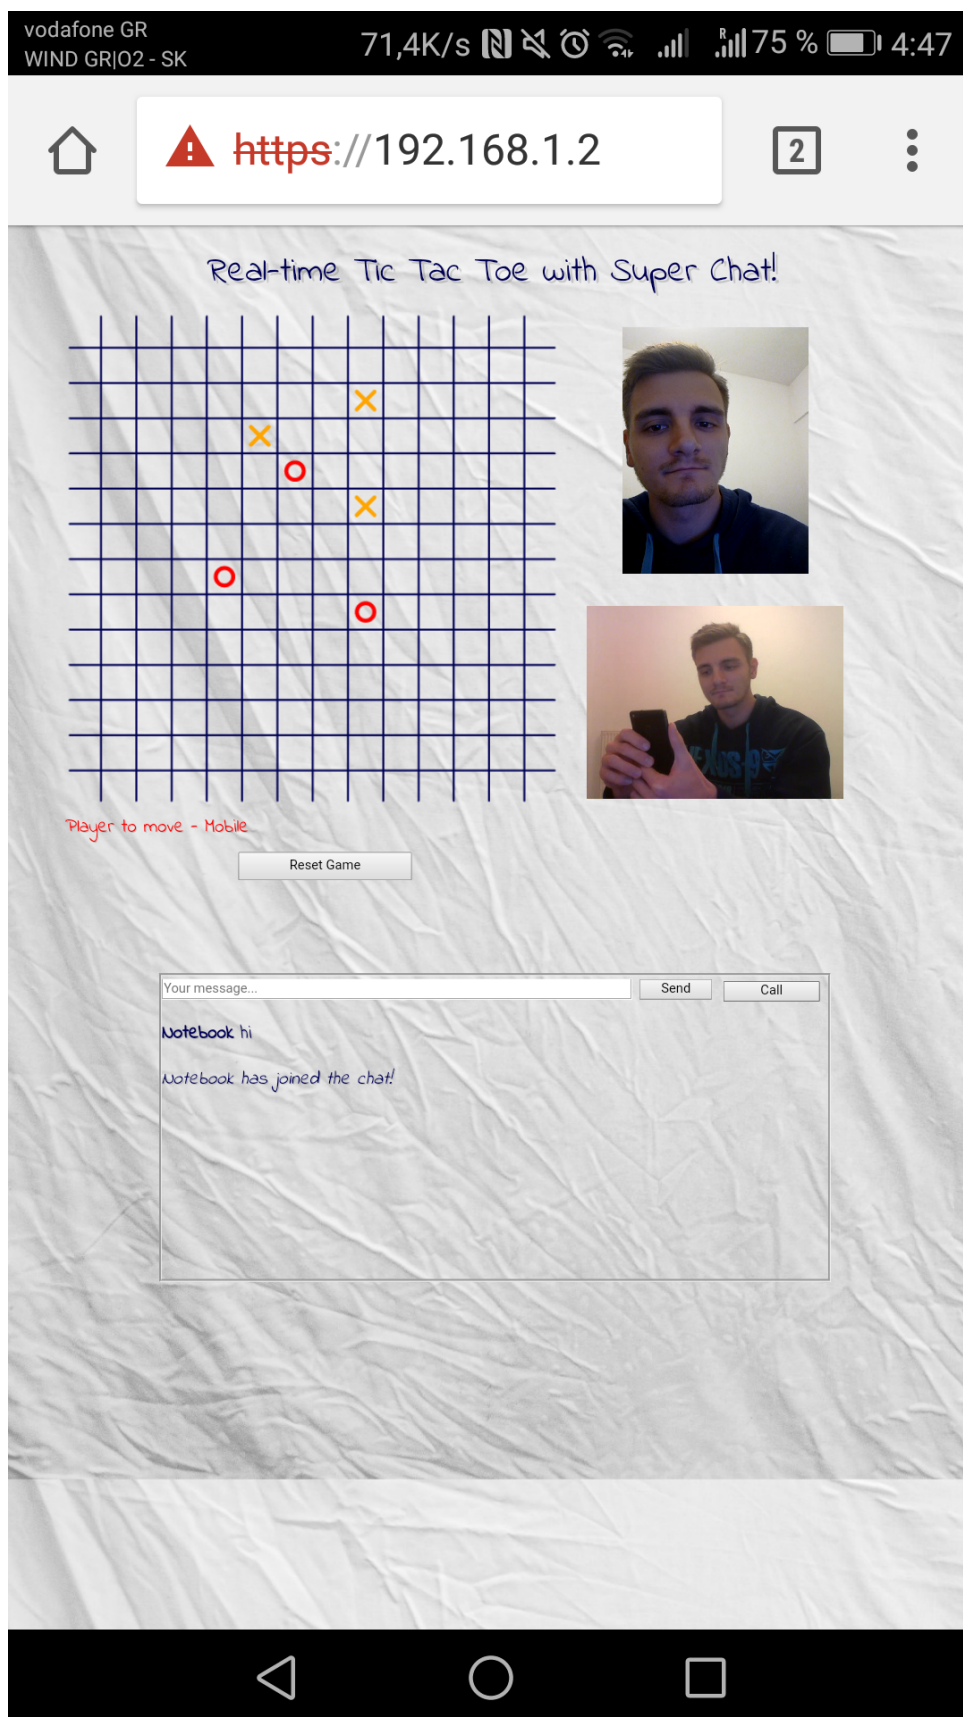 vodafone GR
WIND GR|O2 - SK
71,4K/s
R
75 %
4:47
https://192.168.1.2
2
Real-time Tic Tac Toe with Super Chat!
Player to move - Mobile
Reset Game
Your message...
Send
Call
Notebook hi
Notebook has joined the chat!